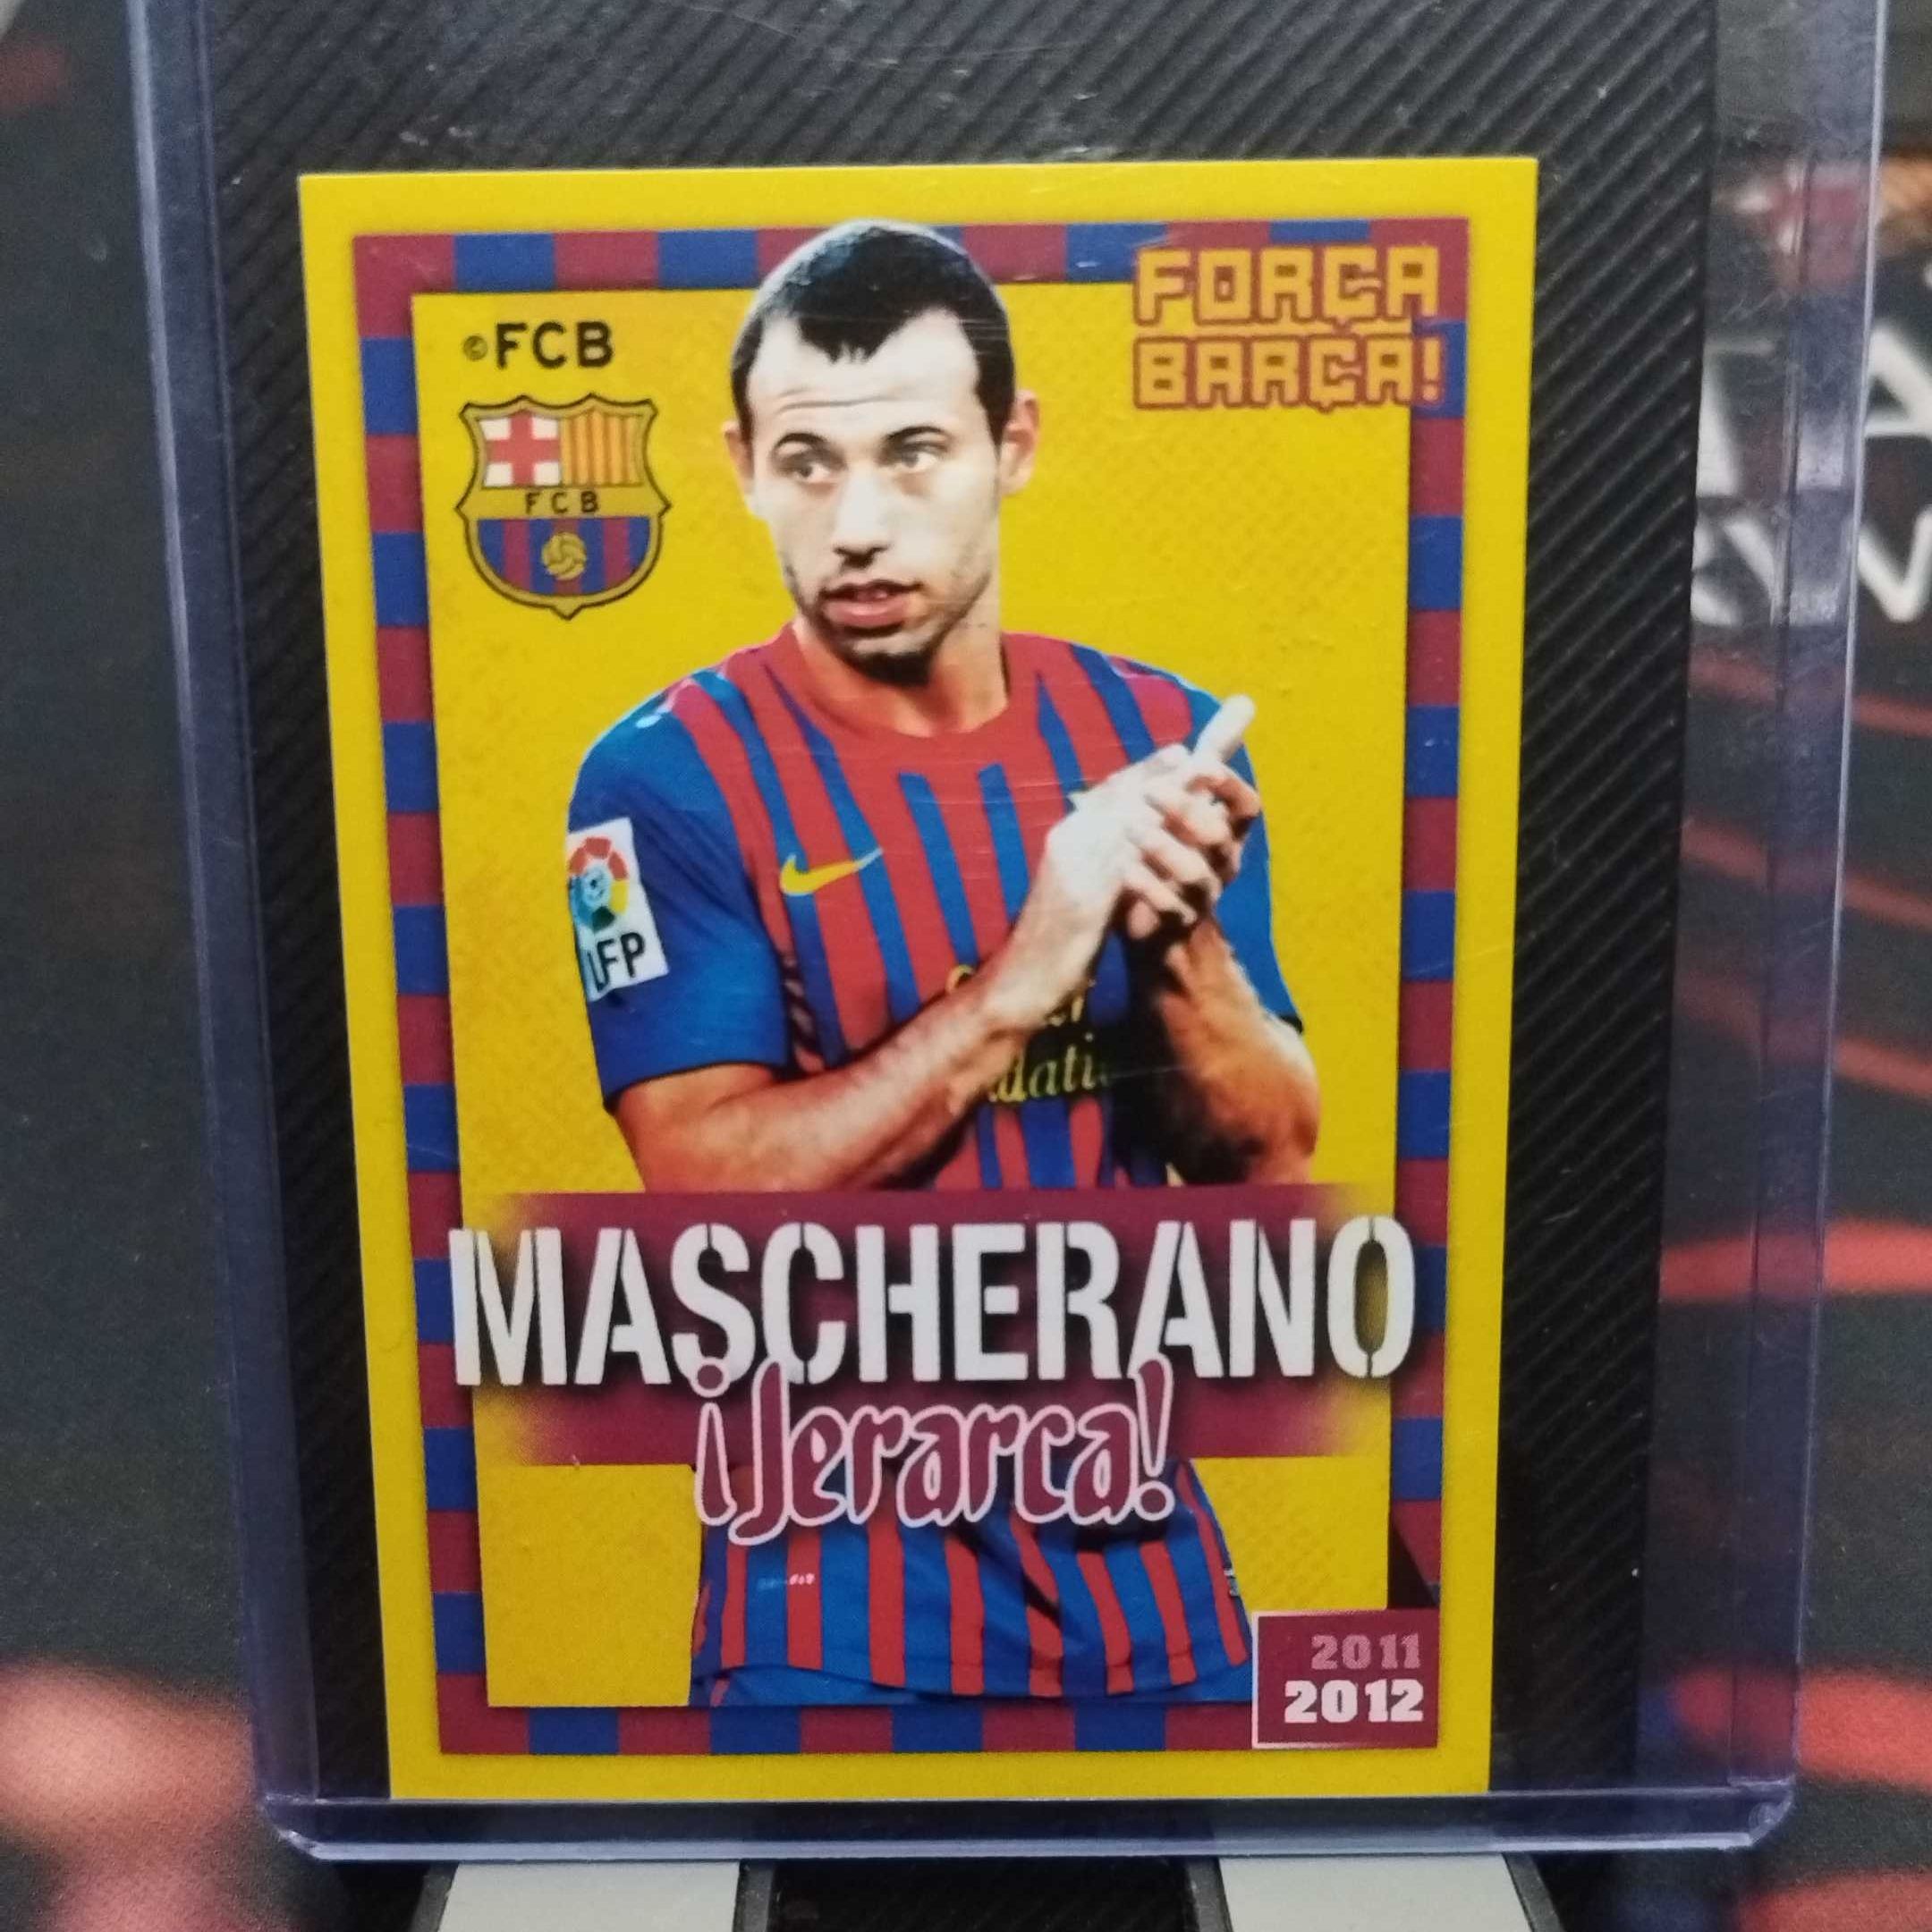 ©FCB
FORÇA
BARÇA!
FCB
LFP
MASCHERANO
¡Jerarca!
2011
2012